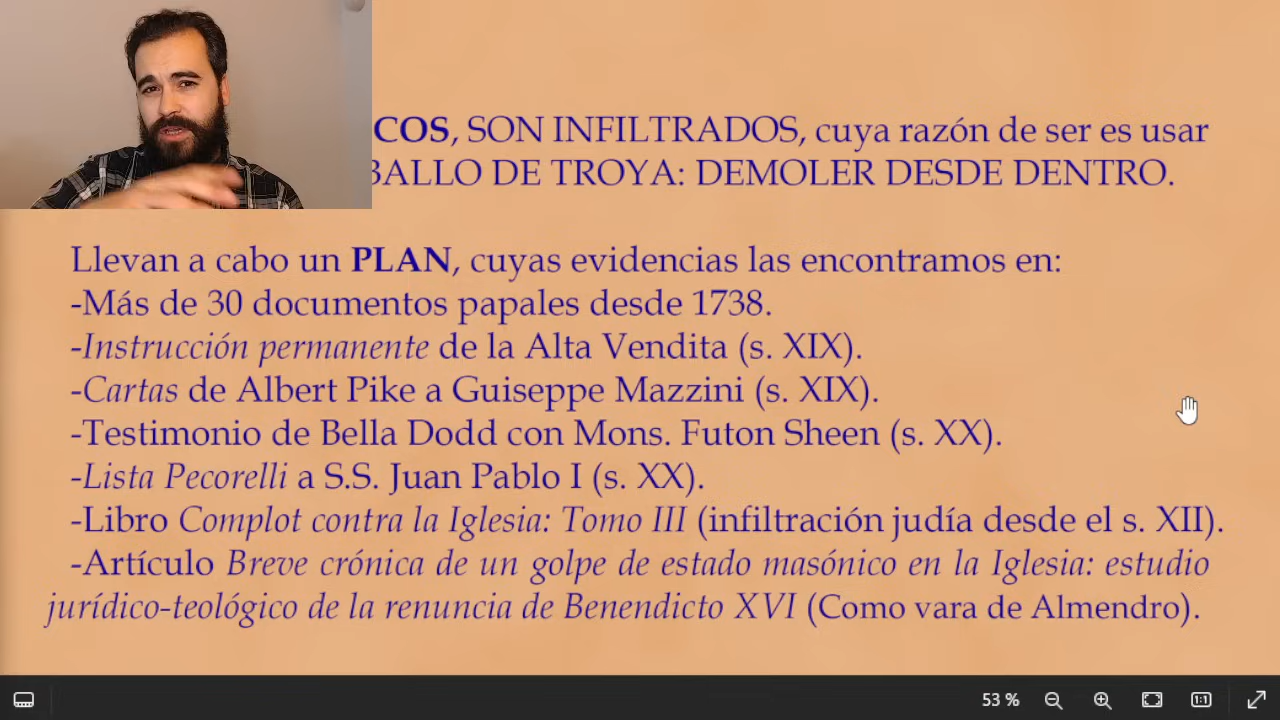 COS, SON INFILTRADOS, cuya razón de ser es usar
BALLO DE TROYA: DEMOLER DESDE DENTRO.
Llevan a cabo un PLAN, cuyas evidencias las encontramos en:
-Más de 30 documentos papales desde 1738.
-Instrucción permanente de la Alta Vendita (s. XIX).
-Cartas de Albert Pike a Guiseppe Mazzini (s. XIX).
-Testimonio de Bella Dodd con Mons. Futon Sheen (s. XX).
-Lista Pecorelli a S.S. Juan Pablo I (s. XX).
-Libro Complot contra la Iglesia: Tomo III (infiltración judía desde el s. XII).
-Artículo Breve crónica de un golpe de estado masónico en la Iglesia: estudio
jurídico-teológico de la renuncia de Benendicto XVI (Como vara de Almendro).
53 %
1:1